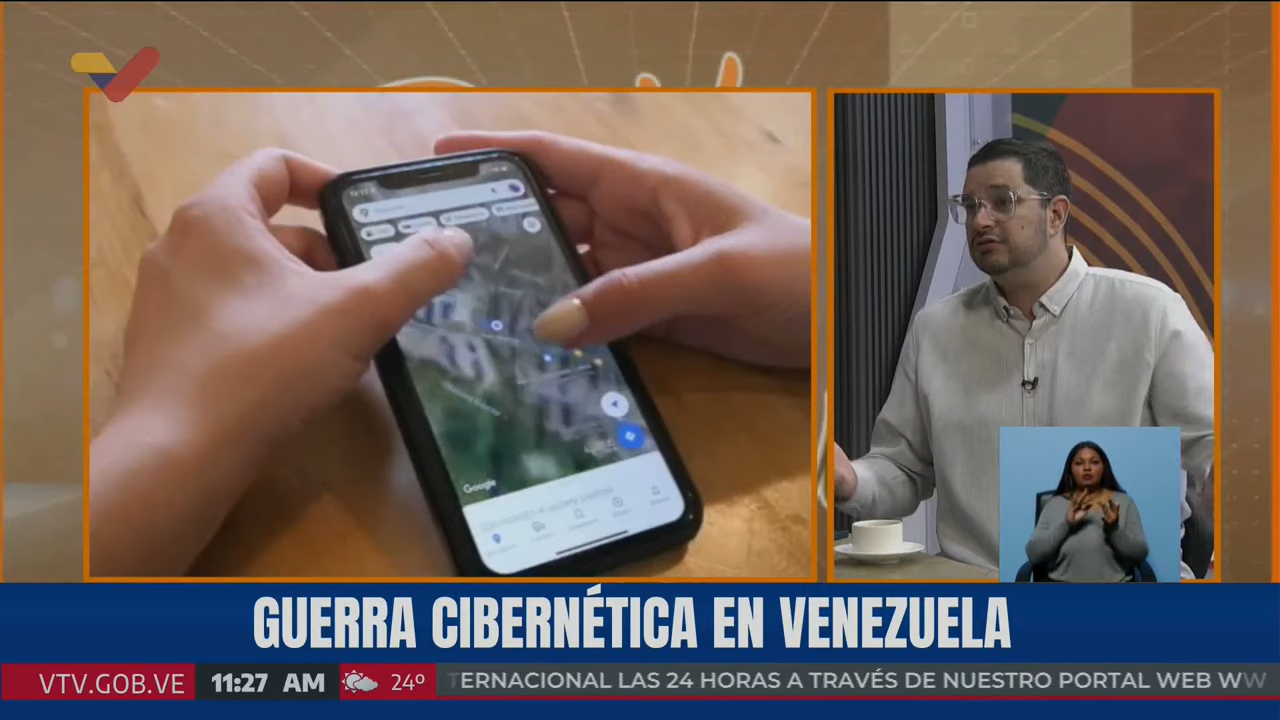 Google
GUERRA CIBERNÉTICA EN VENEZUELA
VTV.GOB.VE
11:27 AM
24º
TERNACIONAL LAS 24 HORAS A TRAVÉS DE NUESTRO PORTAL WEB WW